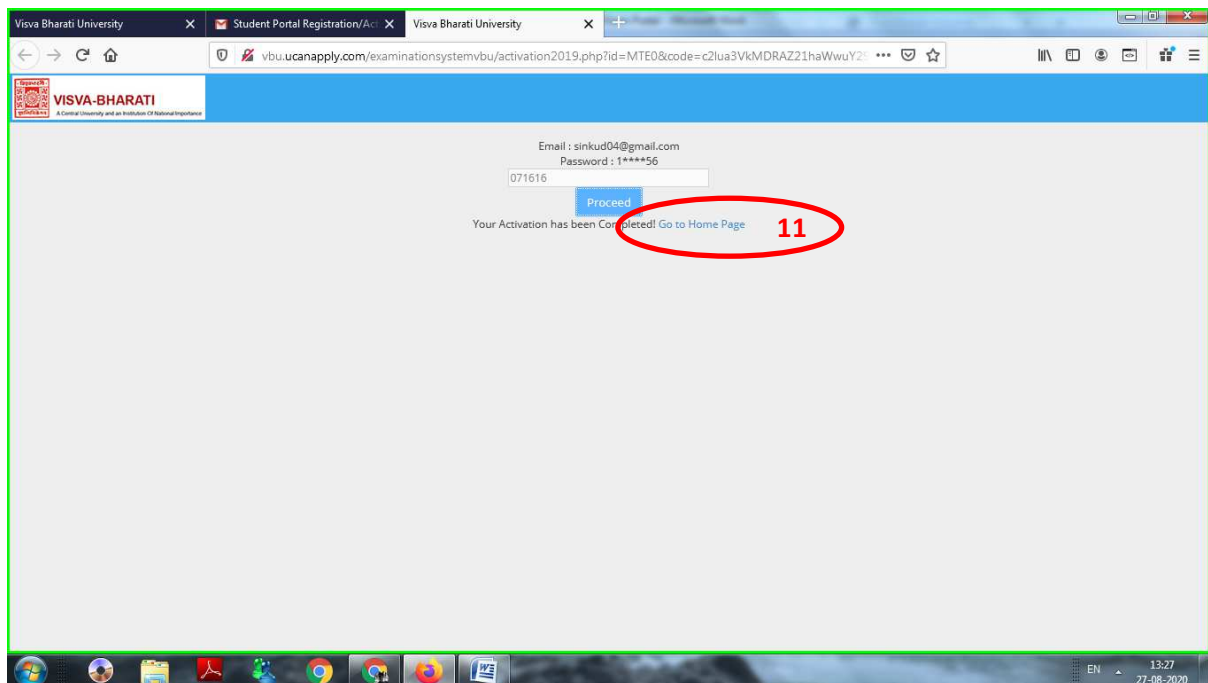 Visva Bharati University
Student Portal Registration/Act
Visva Bharati University
vbu.ucanapply.com/examinationsystemvbu/activation2019.php?id=MTE0&code=c2lua3VkMDRAZ21haWwuY29
VISVA-BHARATI
A Central University and an Institution Of National Importance
Email : sinkud04@gmail.com
Password : 1****56
071616
Proceed
Your Activation has been Completed! Go to Home Page
11
EN
13:27
27-08-2020